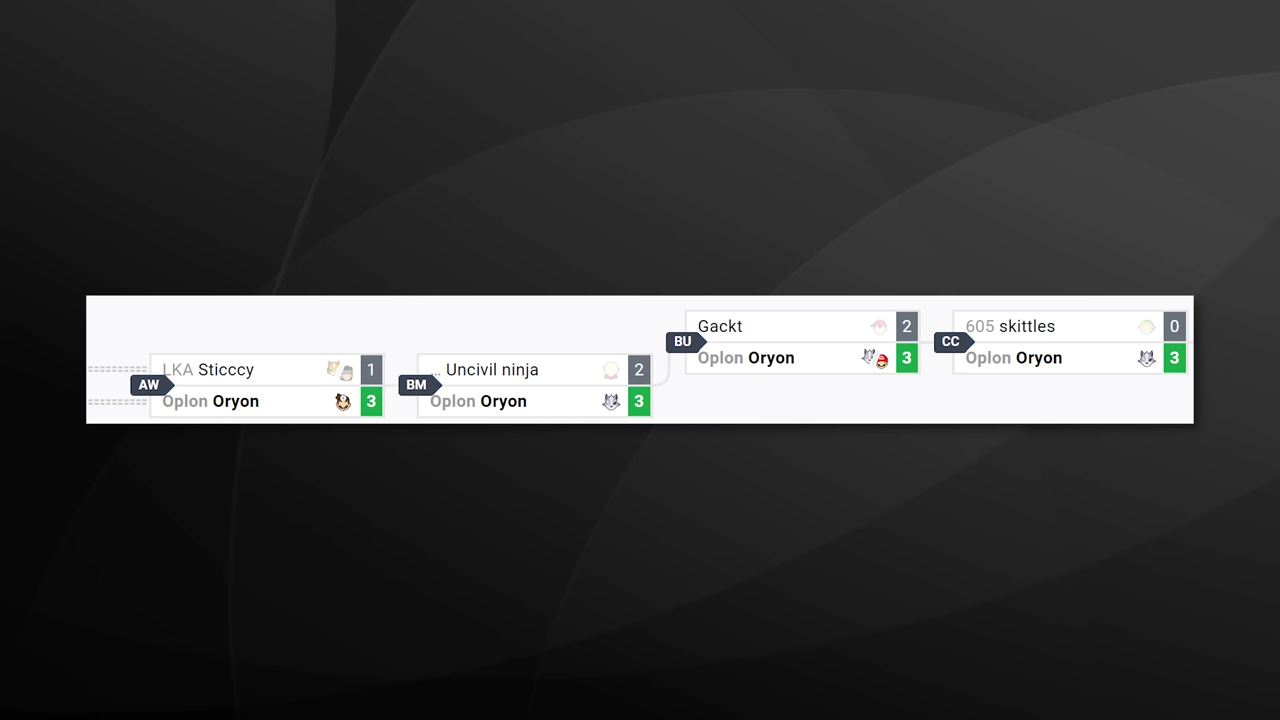 AW
LKA Sticccy 1
Oplon Oryon 3
BM
... Uncivil ninja 2
Oplon Oryon 3
BU
Gackt 2
Oplon Oryon 3
CC
605 skittles 0
Oplon Oryon 3